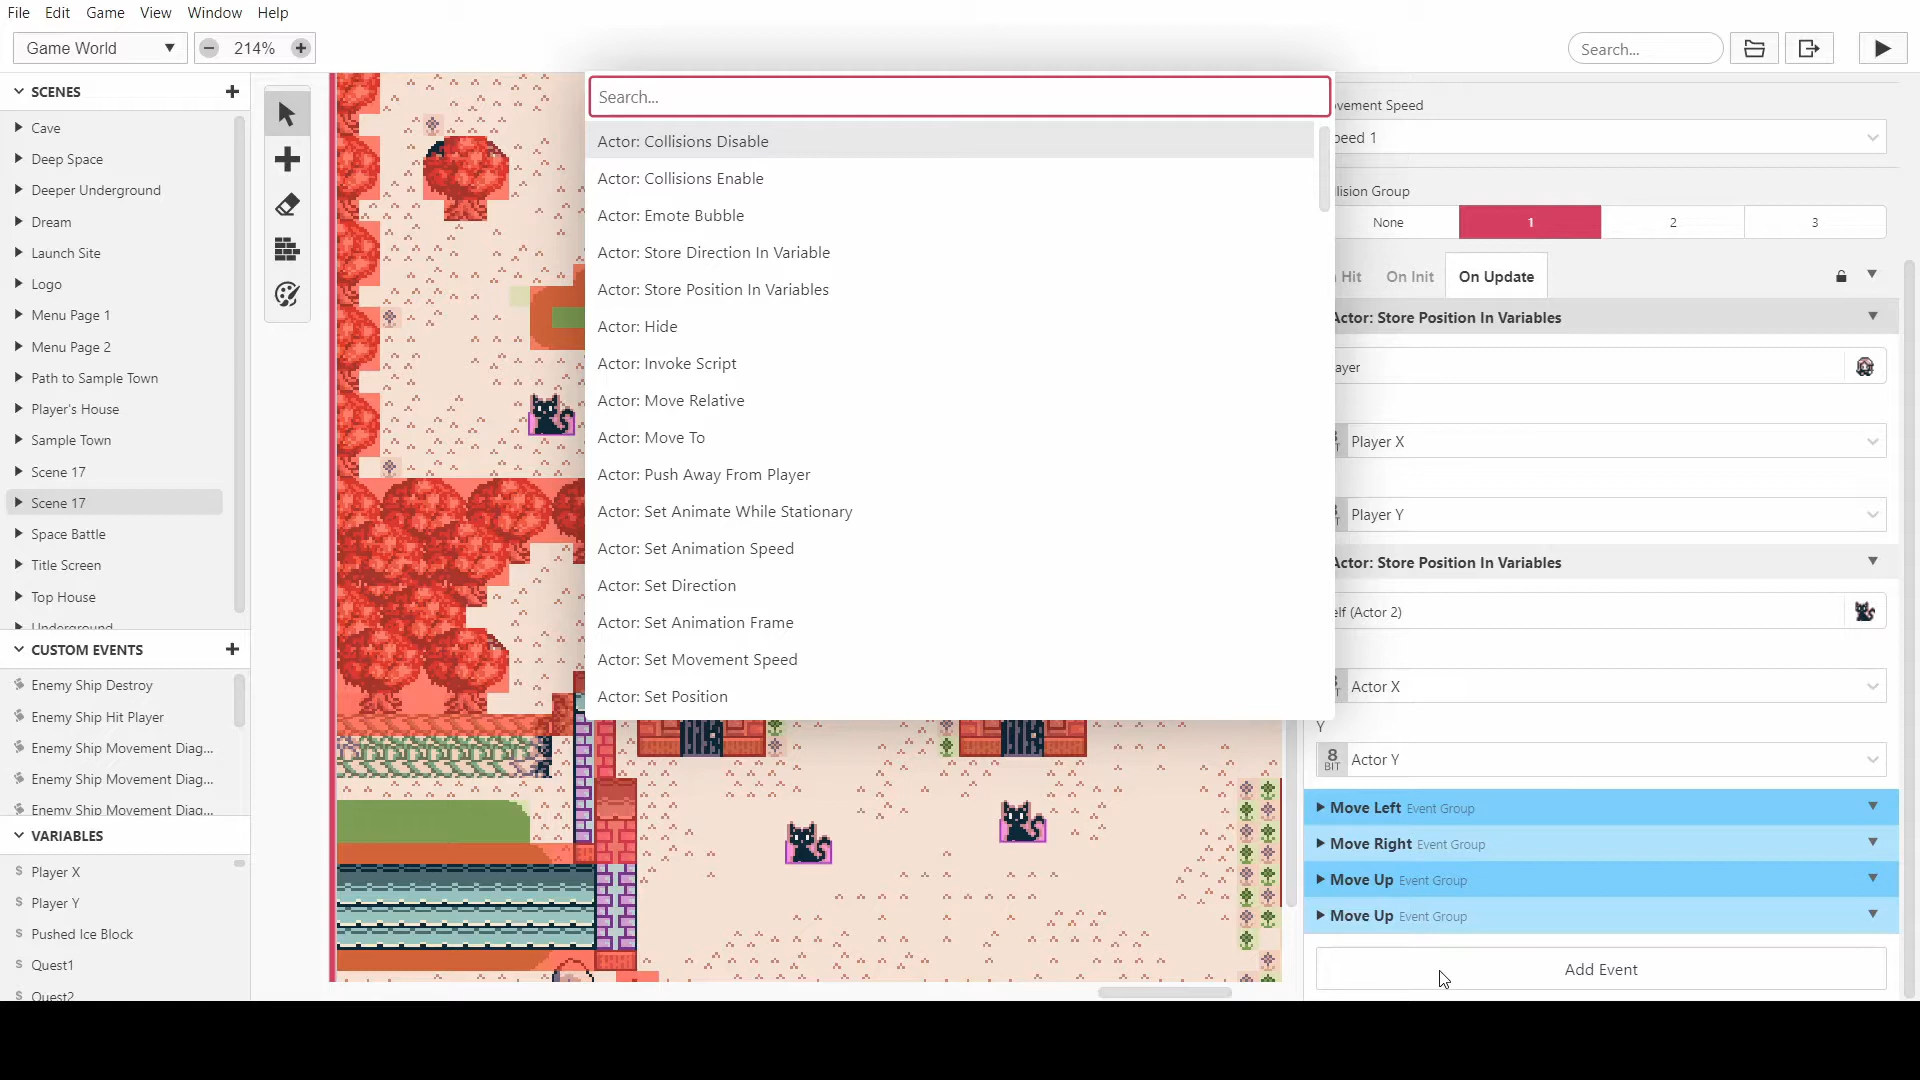 File Edit Game View Window Help
Game World
214%
Search...
SCENES
Cave
Deep Space
Deeper Underground
Dream
Launch Site
Logo
Menu Page 1
Menu Page 2
Path to Sample Town
Player's House
Sample Town
Scene 17
Scene 17
Space Battle
Title Screen
Top House
Underground
CUSTOM EVENTS
Enemy Ship Destroy
Enemy Ship Hit Player
Enemy Ship Movement Diag...
Enemy Ship Movement Diag...
Enemy Ship Movement Diag...
VARIABLES
$ Player X
$ Player Y
$ Pushed Ice Block
$ Quest1
$ Quest2
Search...
Actor: Collisions Disable
Actor: Collisions Enable
Actor: Emote Bubble
Actor: Store Direction In Variable
Actor: Store Position In Variables
Actor: Hide
Actor: Invoke Script
Actor: Move Relative
Actor: Move To
Actor: Push Away From Player
Actor: Set Animate While Stationary
Actor: Set Animation Speed
Actor: Set Direction
Actor: Set Animation Frame
Actor: Set Movement Speed
Actor: Set Position
ovement Speed
peed 1
llision Group
None 1 2 3
Hit On Init On Update
Actor: Store Position In Variables
ayer
Player X
Player Y
Actor: Store Position In Variables
elf (Actor 2)
Actor X
Y
8 BIT Actor Y
Move Left Event Group
Move Right Event Group
Move Up Event Group
Move Up Event Group
Add Event